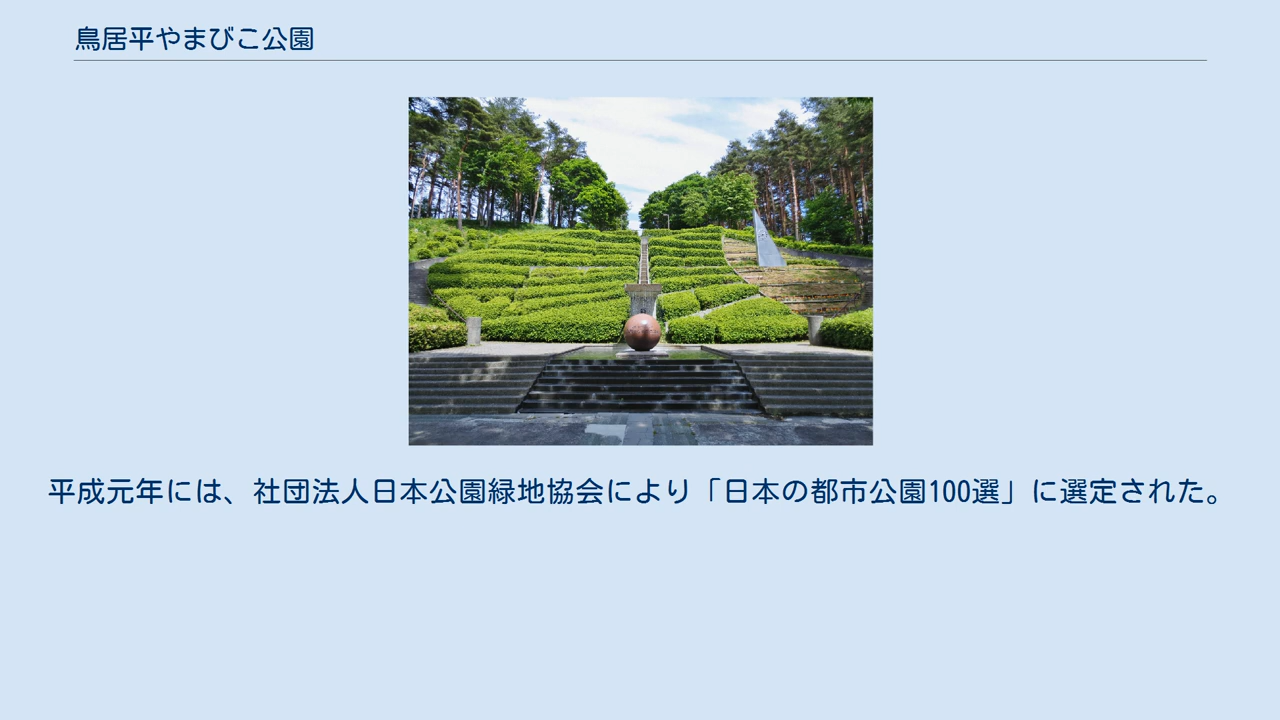 鳥居平やまびこ公園
平成元年には、社団法人日本公園緑地協会により「日本の都市公園100選」に選定された。